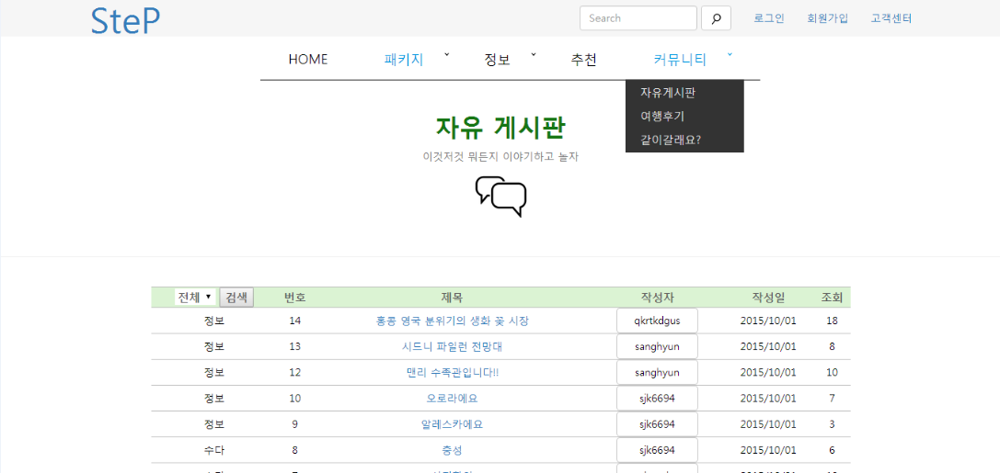 SteP
Search
로그인 회원가입 고객센터
HOME 패키지 정보 추천 커뮤니티
자유게시판
여행후기
같이갈래요?
자유 게시판
이것저것 뭐든지 이야기하고 놀자
전체 검색 번호 제목 작성자 작성일 조회
정보 14 홍콩 영국 분위기의 생화 꽃 시장 qkrtkdgus 2015/10/01 18
정보 13 시드니 파일런 전망대 sanghyun 2015/10/01 8
정보 12 맨리 수족관입니다!! sanghyun 2015/10/01 10
정보 10 오로라에요 sjk6694 2015/10/01 7
정보 9 알레스카에요 sjk6694 2015/10/01 3
수다 8 충성 sjk6694 2015/10/01 6